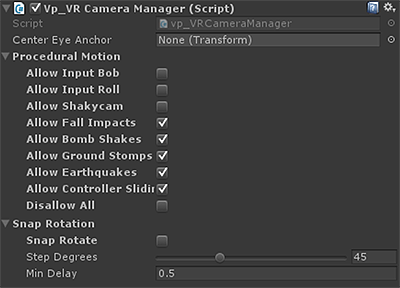 Vp_VR Camera Manager (Script)
Script vp_VRCameraManager
Center Eye Anchor None (Transform)
Procedural Motion
Allow Input Bob
Allow Input Roll
Allow Shakycam
Allow Fall Impacts
Allow Bomb Shakes
Allow Ground Stomps
Allow Earthquakes
Allow Controller Slidin
Disallow All
Snap Rotation
Snap Rotate
Step Degrees 45
Min Delay 0.5